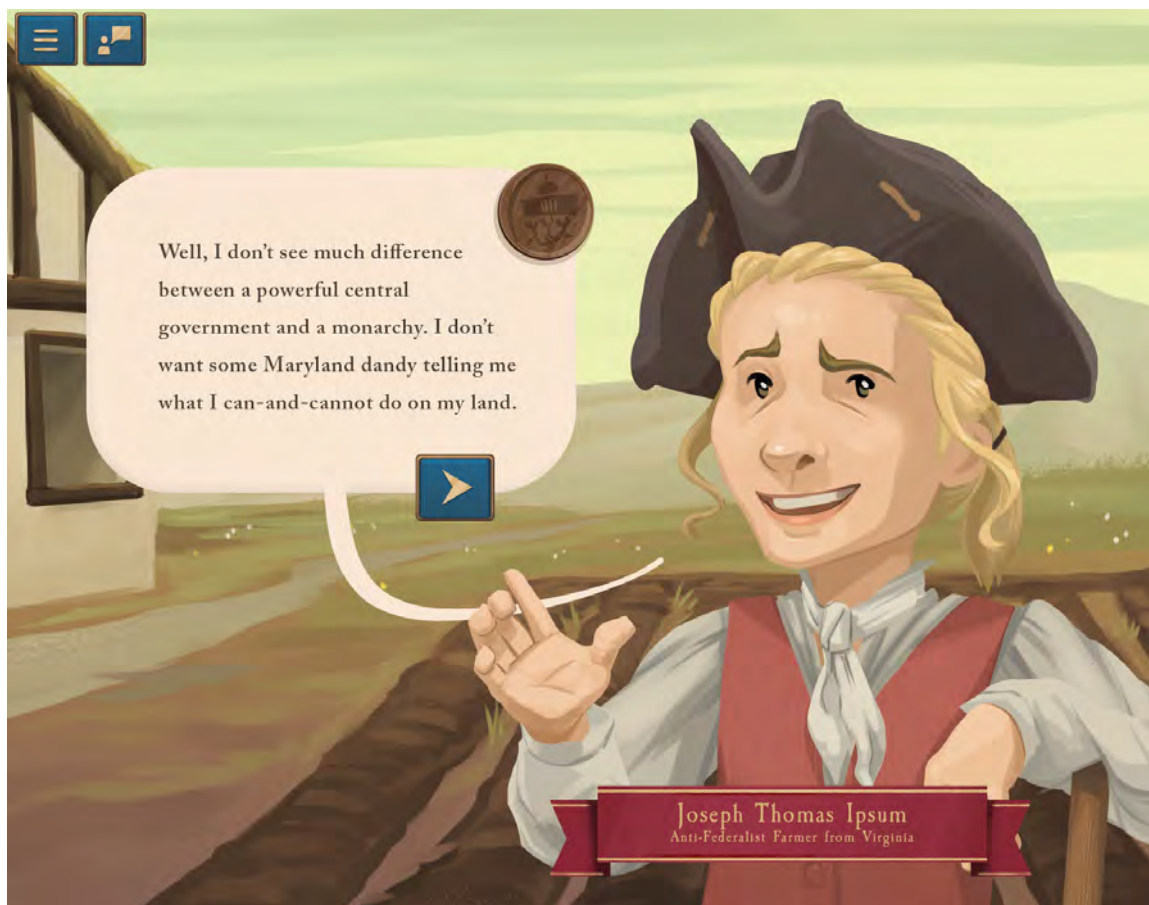 Well, I don’t see much difference
between a powerful central
government and a monarchy. I don’t
want some Maryland dandy telling me
what I can-and-cannot do on my land.
Joseph Thomas Ipsum
Anti-Federalist Farmer from Virginia